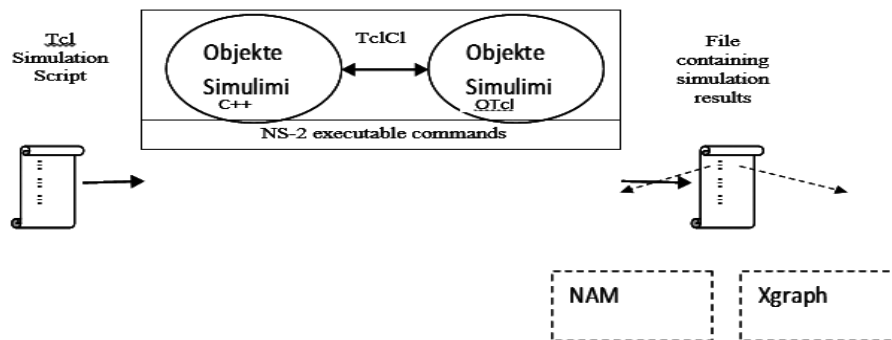 Tcl
Simulation
Script
Objekte
Simulimi
C++
TclCl
Objekte
Simulimi
OTcl
NS-2 executable commands
File
containing
simulation
results
NAM
Xgraph